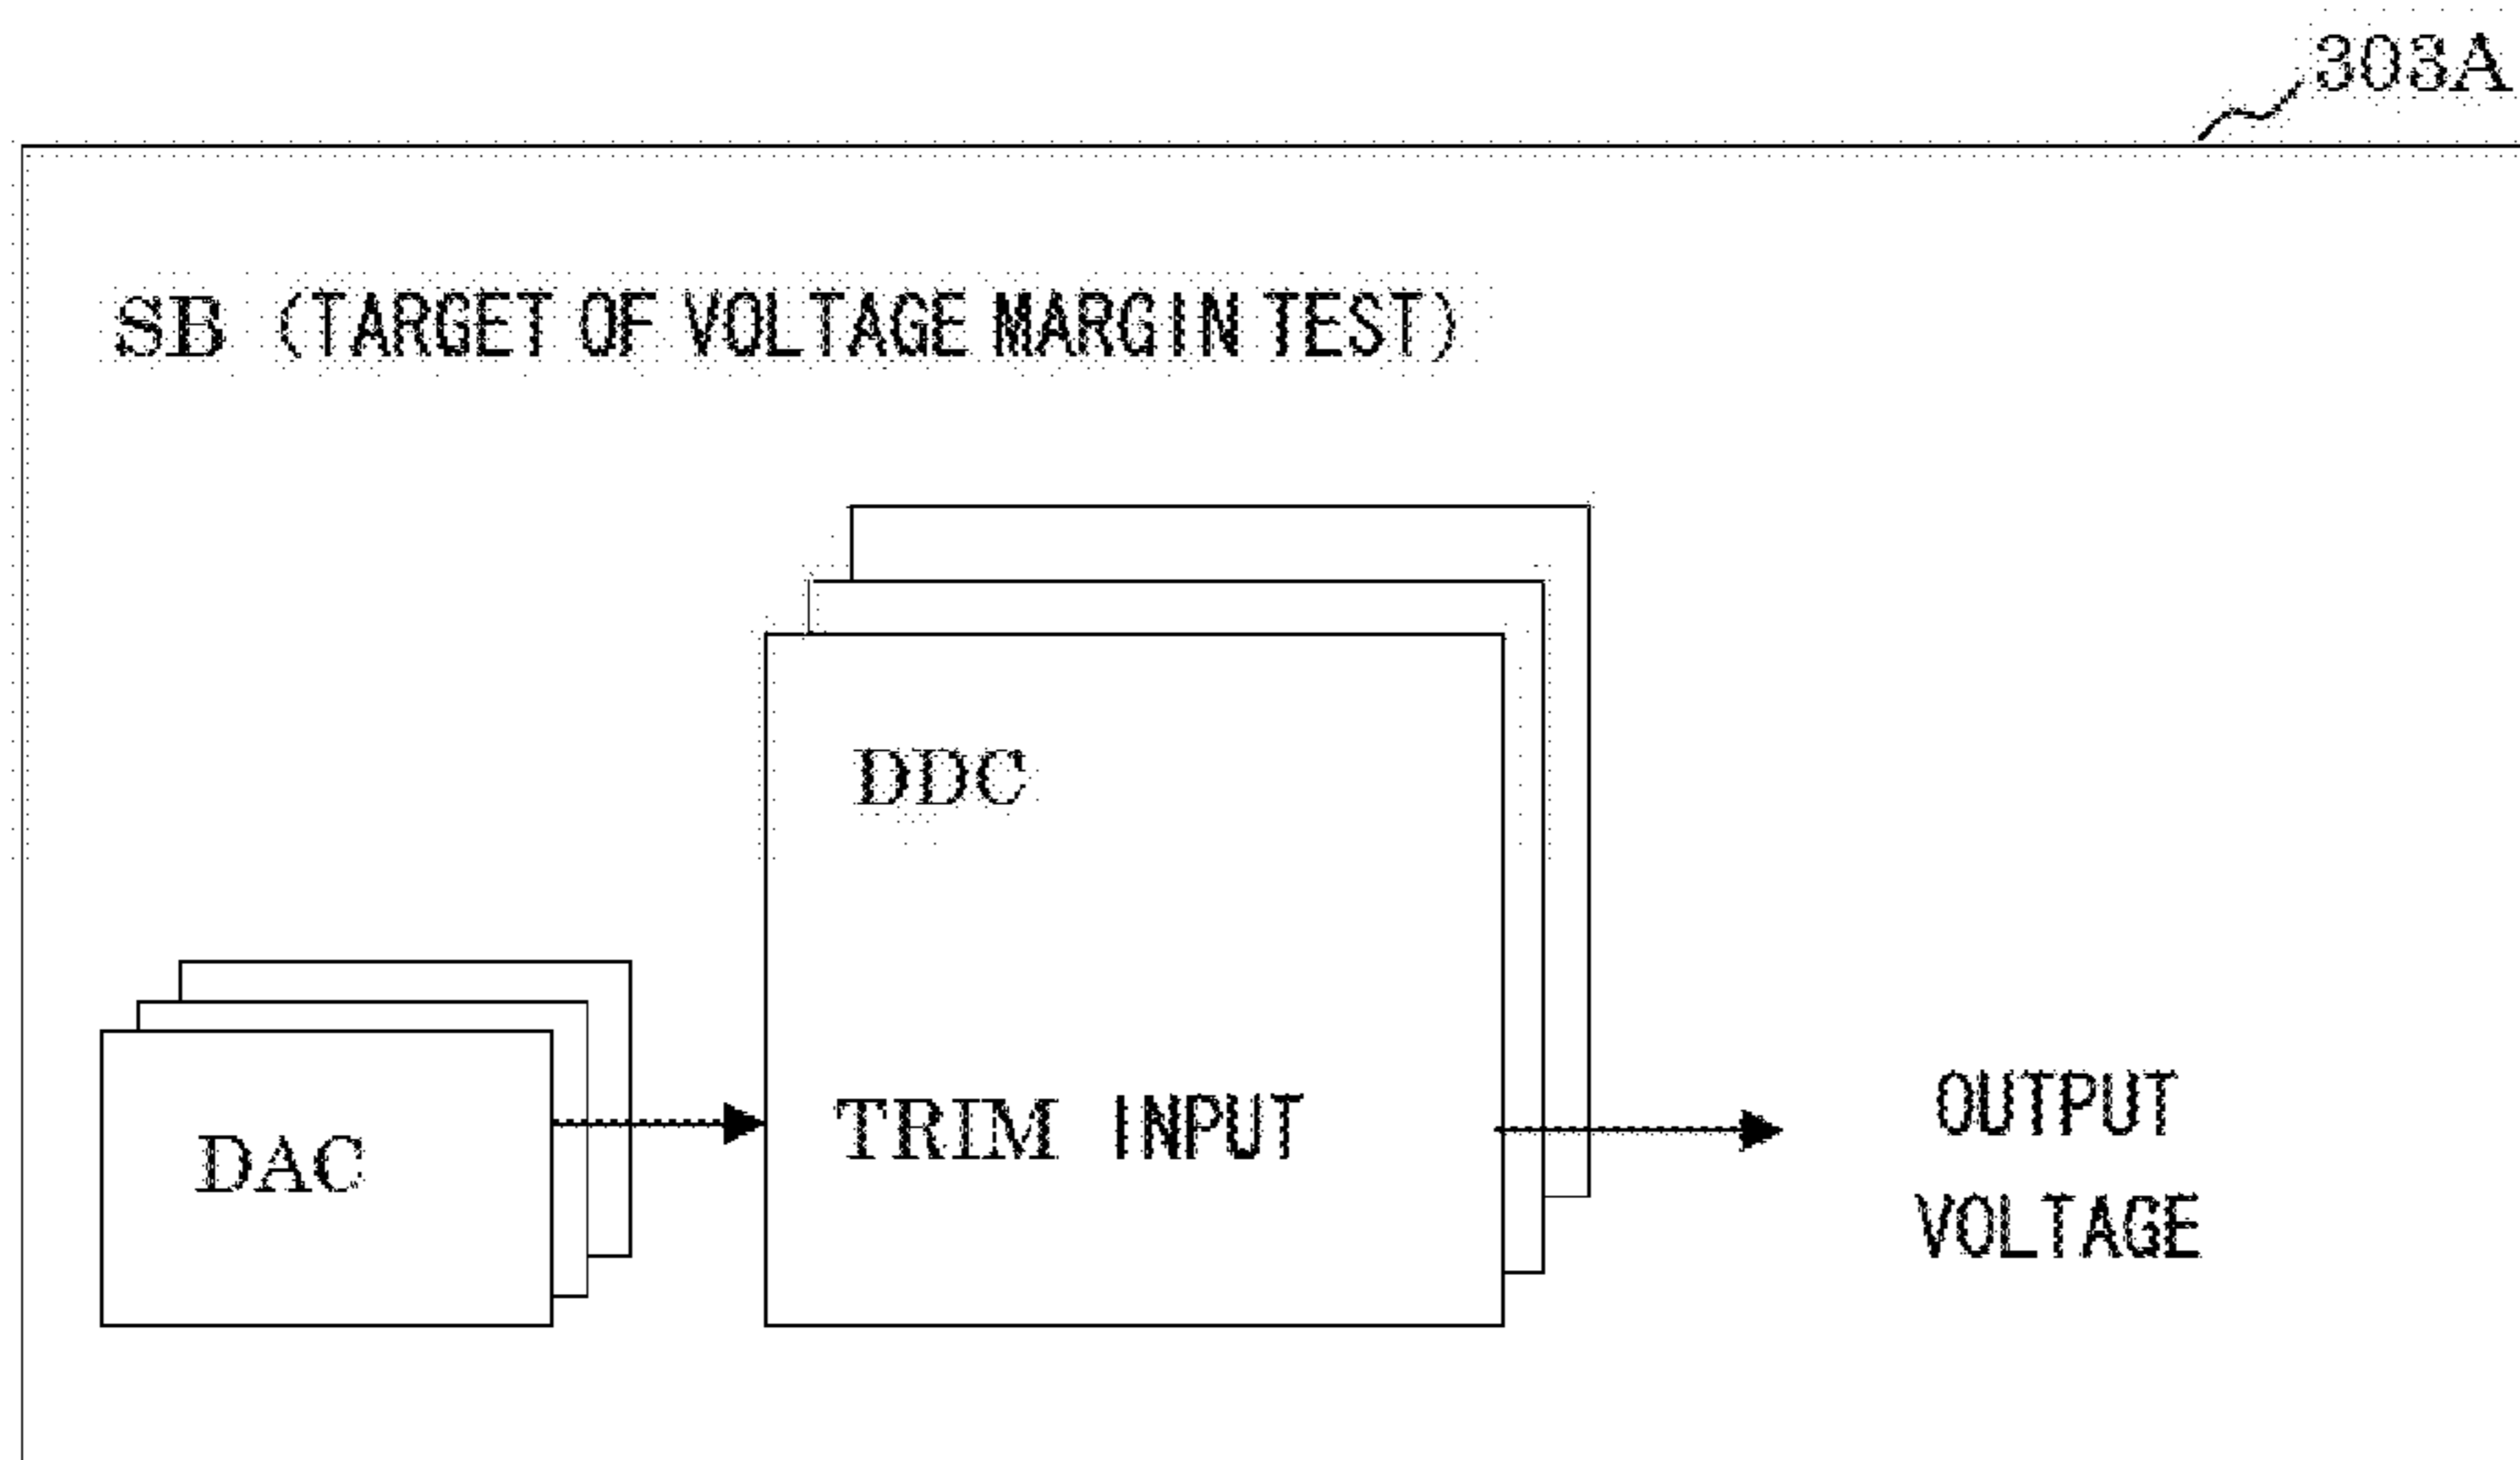 303A
SB (TARGET OF VOLTAGE MARGIN TEST)
DDC
DAC
TRIM INPUT
OUTPUT
VOLTAGE